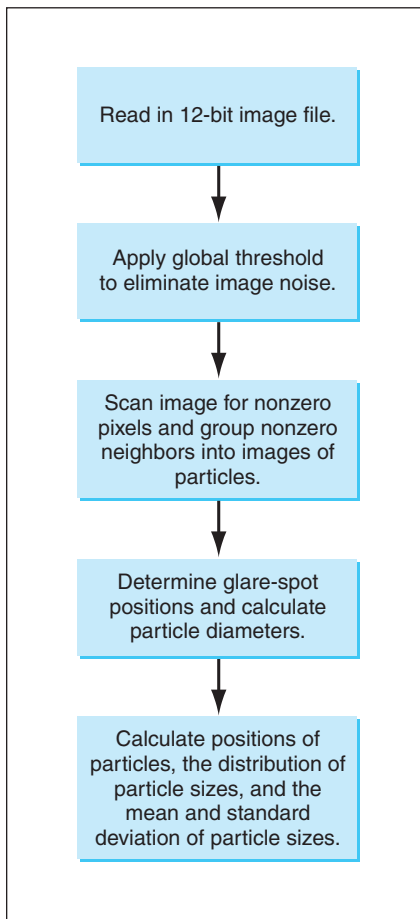 Read in 12-bit image file.
Apply global threshold
to eliminate image noise.
Scan image for nonzero
pixels and group nonzero
neighbors into images of
particles.
Determine glare-spot
positions and calculate
particle diameters.
Calculate positions of
particles, the distribution of
particle sizes, and the
mean and standard
deviation of particle sizes.